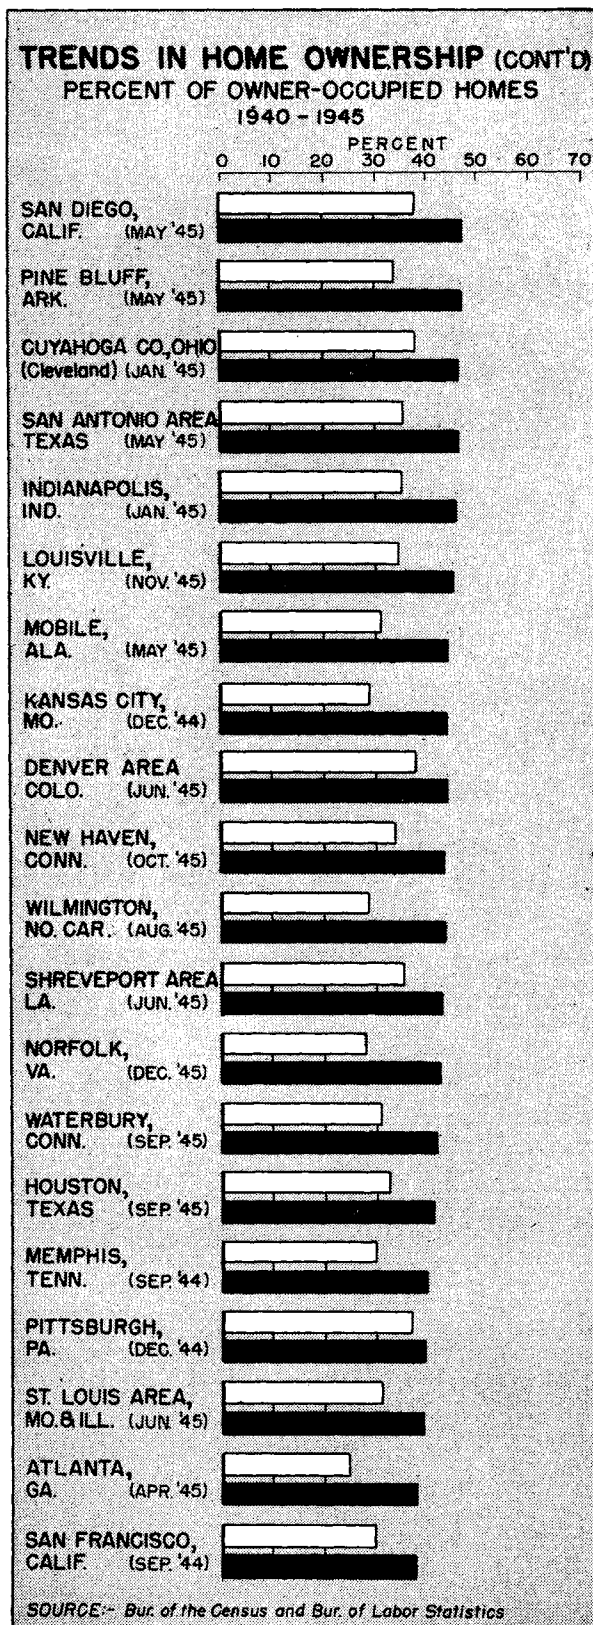 TRENDS IN HOME OWNERSHIP (CONT'D)
PERCENT OF OWNER-OCCUPIED HOMES
1940 - 1945
PERCENT
0 10 20 30 40 50 60 70
SAN DIEGO,
CALIF. (MAY '45)
PINE BLUFF,
ARK. (MAY '45)
CUYAHOGA CO., OHIO
(Cleveland) (JAN. '45)
SAN ANTONIO AREA
TEXAS (MAY '45)
INDIANAPOLIS,
IND. (JAN. '45)
LOUISVILLE,
KY. (NOV. '45)
MOBILE,
ALA. (MAY '45)
KANSAS CITY,
MO. (DEC. '44)
DENVER AREA
COLO. (JUN. '45)
NEW HAVEN,
CONN. (OCT. '45)
WILMINGTON,
NO. CAR. (AUG. '45)
SHREVEPORT AREA
LA. (JUN. '45)
NORFOLK,
VA. (DEC. '45)
WATERBURY,
CONN. (SEP. '45)
HOUSTON,
TEXAS (SEP. '45)
MEMPHIS,
TENN. (SEP. '44)
PITTSBURGH,
PA. (DEC. '44)
ST. LOUIS AREA,
MO. & ILL. (JUN. '45)
ATLANTA,
GA. (APR. '45)
SAN FRANCISCO,
CALIF. (SEP. '44)
SOURCE:- Bur. of the Census and Bur. of Labor Statistics